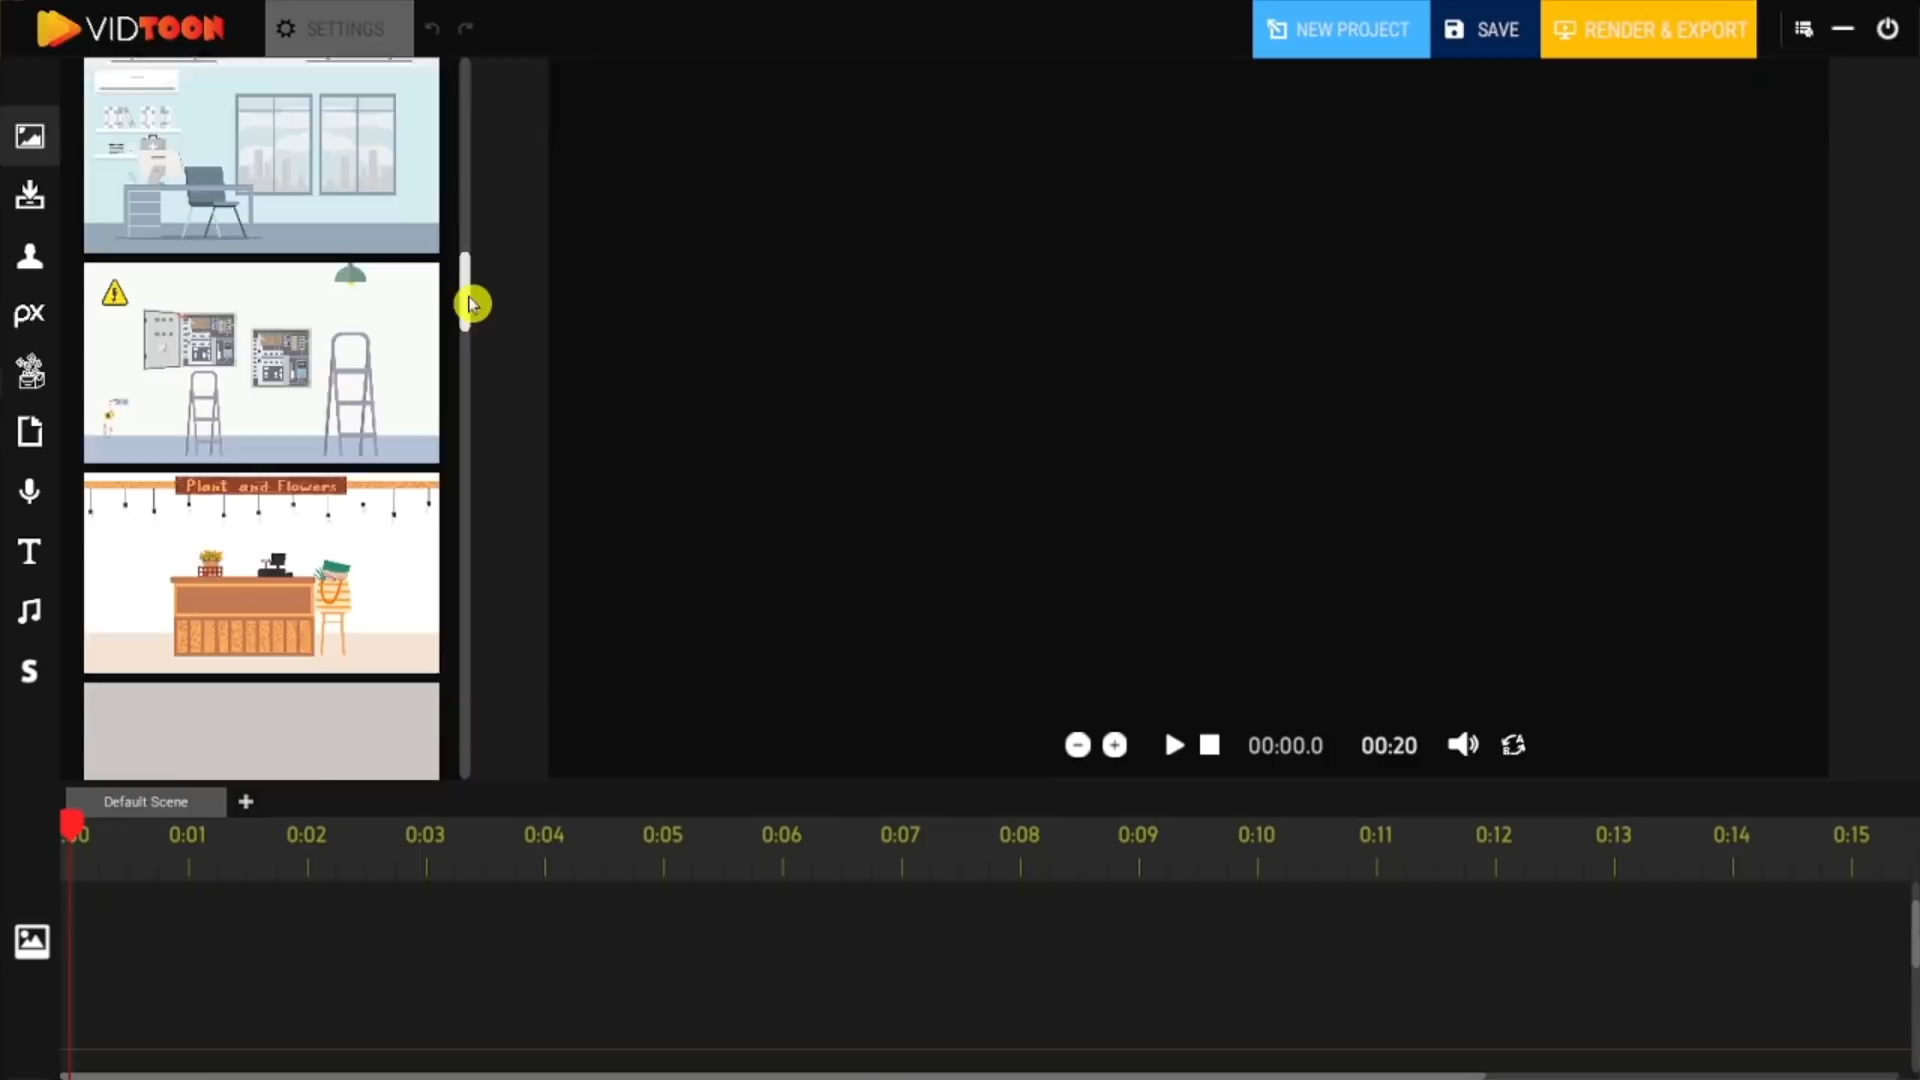 VIDTOON
SETTINGS
NEW PROJECT
SAVE
RENDER & EXPORT
Plant and Flowers
px
T
S
00:00.0
00:20
Default Scene
0:01
0:02
0:03
0:04
0:05
0:06
0:07
0:08
0:09
0:10
0:11
0:12
0:13
0:14
0:15